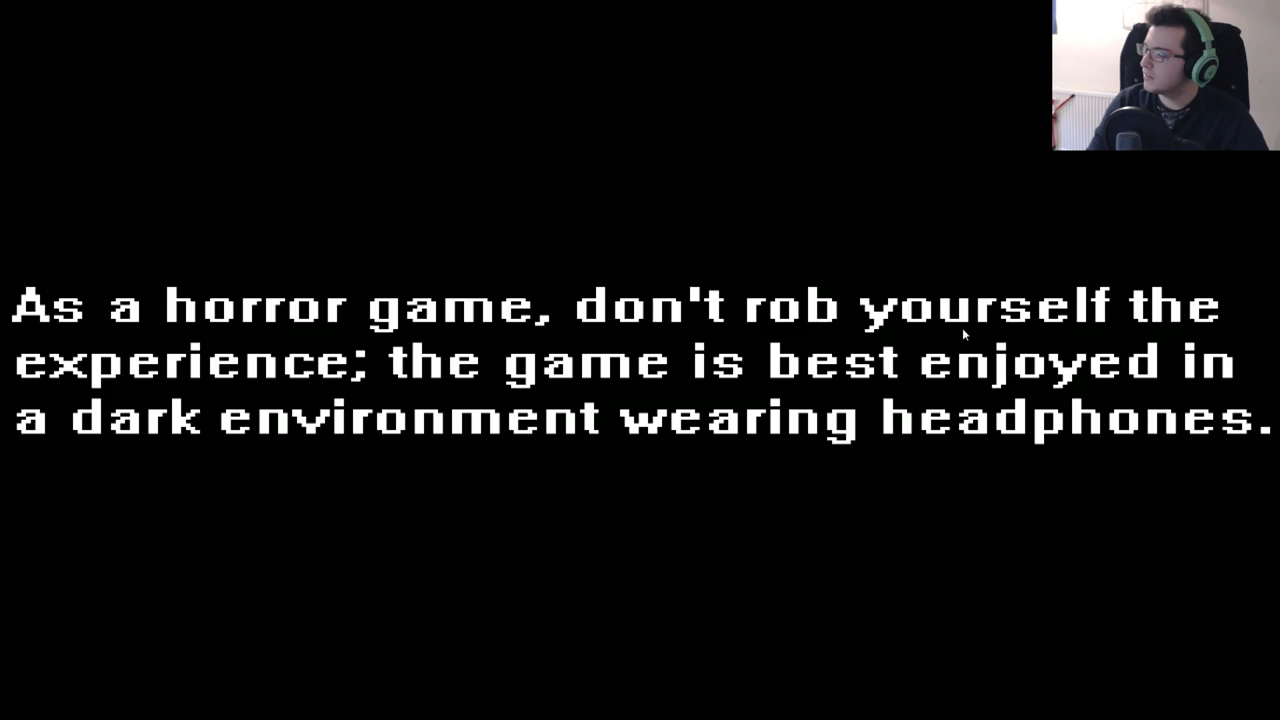 As a horror game, don't rob yourself the
experience; the game is best enjoyed in
a dark environment wearing headphones.